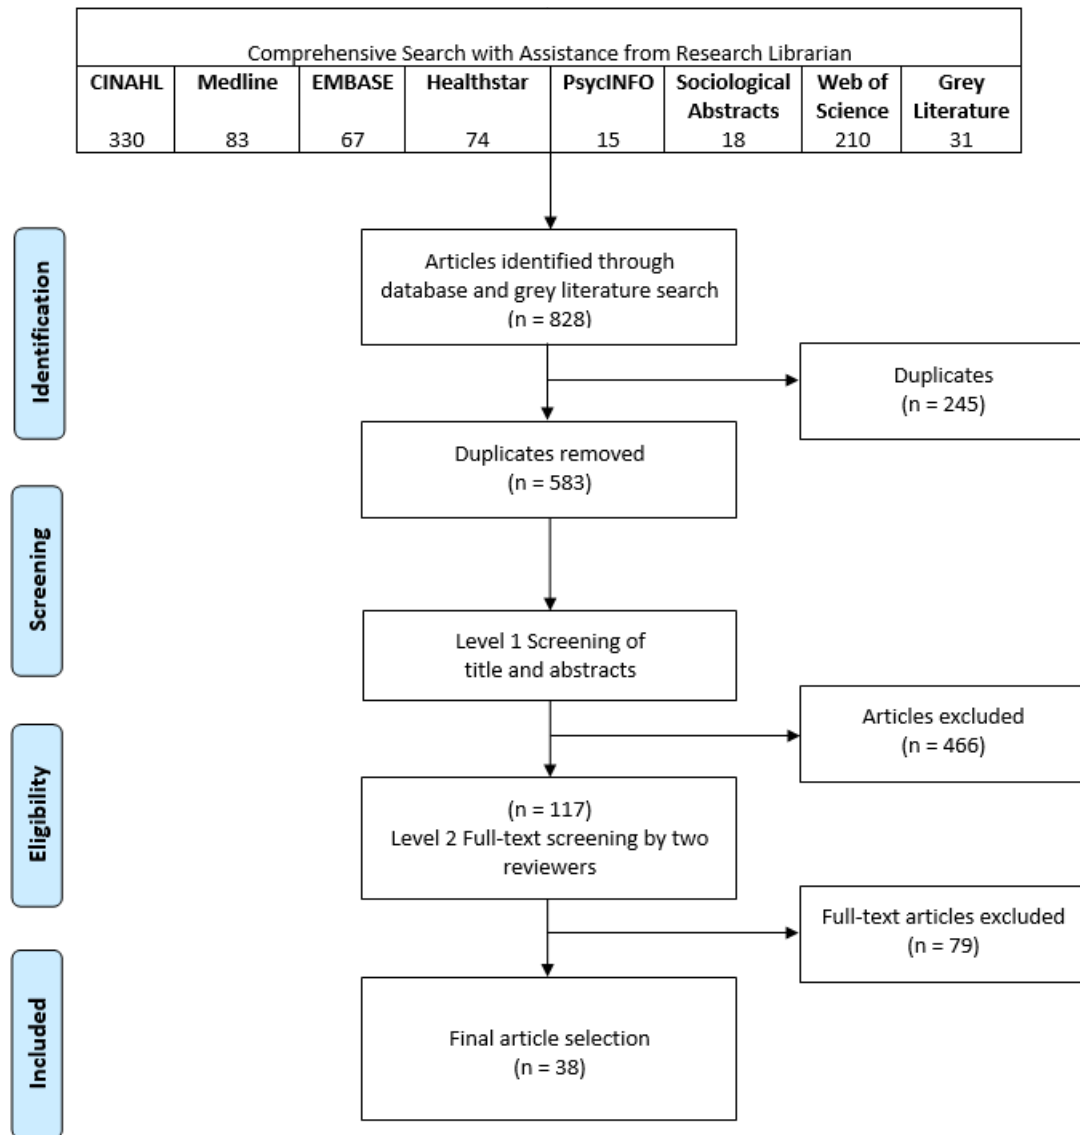 Comprehensive Search with Assistance from Research Librarian
CINAHL Medline EMBASE Healthstar PsycINFO Sociological Abstracts Web of Science Grey Literature
330 83 67 74 15 18 210 31
Identification
Articles identified through
database and grey literature search
(n = 828)
Duplicates
(n = 245)
Duplicates removed
(n = 583)
Screening
Level 1 Screening of
title and abstracts
Articles excluded
(n = 466)
Eligibility
(n = 117)
Level 2 Full-text screening by two
reviewers
Full-text articles excluded
(n = 79)
Included
Final article selection
(n = 38)